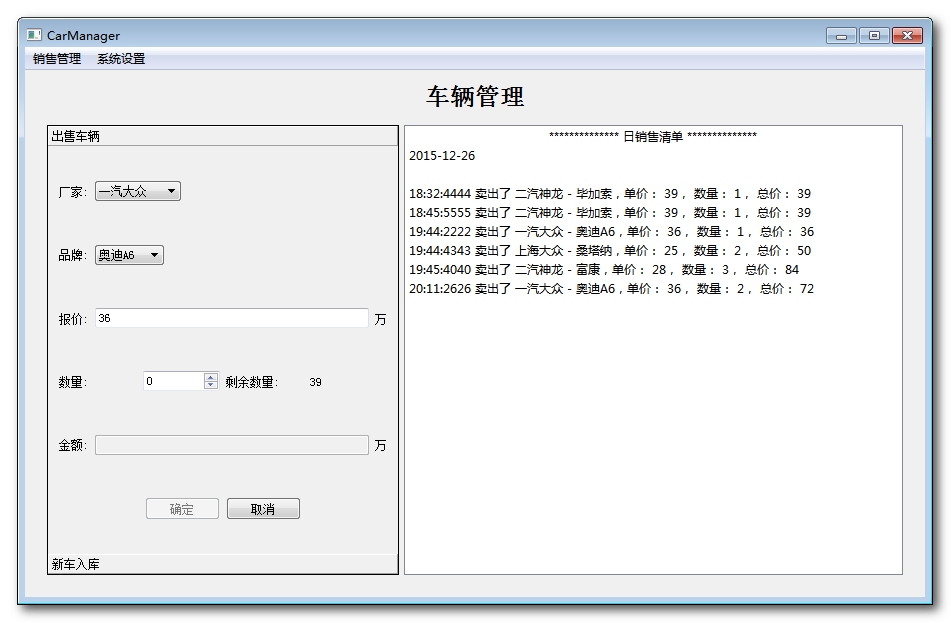 CarManager
销售管理 系统设置
车辆管理
出售车辆
厂家: 一汽大众
品牌: 奥迪A6
报价: 36 万
数量: 0 剩余数量: 39
金额: 万
确定 取消
新车入库
************** 日销售清单 **************
2015-12-26
18:32:4444 卖出了 二汽神龙 - 毕加索，单价： 39， 数量： 1， 总价： 39
18:45:5555 卖出了 二汽神龙 - 毕加索，单价： 39， 数量： 1， 总价： 39
19:44:2222 卖出了 一汽大众 - 奥迪A6，单价： 36， 数量： 1， 总价： 36
19:44:4343 卖出了 上海大众 - 桑塔纳，单价： 25， 数量： 2， 总价： 50
19:45:4040 卖出了 二汽神龙 - 富康，单价： 28， 数量： 3， 总价： 84
20:11:2626 卖出了 一汽大众 - 奥迪A6，单价： 36， 数量： 2， 总价： 72